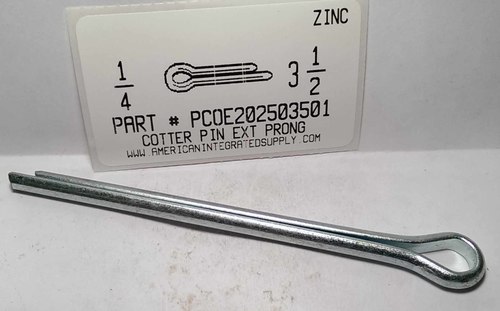 ZINC
1/4 3 1/2
PART # PCOE202503501
COTTER PIN EXT PRONG
WWW.AMERICANINTEGRATEDSUPPLY.COM